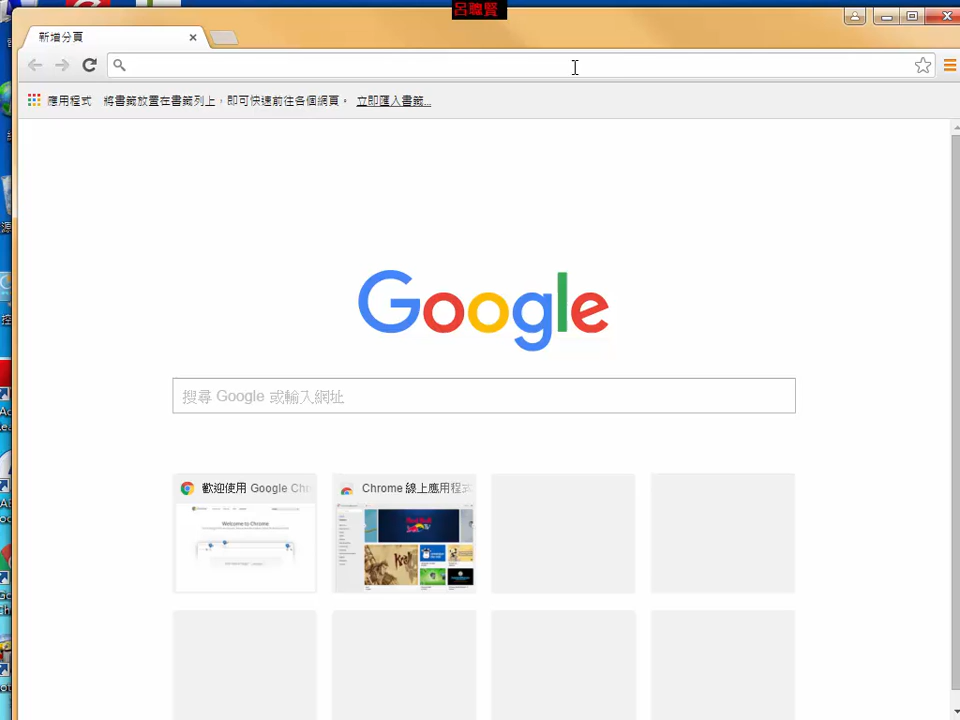 呂聰賢
新增分頁
應用程式 將書籤放置在書籤列上，即可快速前往各個網頁。 立即匯入書籤...
Google
搜尋 Google 或輸入網址
歡迎使用 Google Chr
Chrome 線上應用程式
Welcome to Chrome